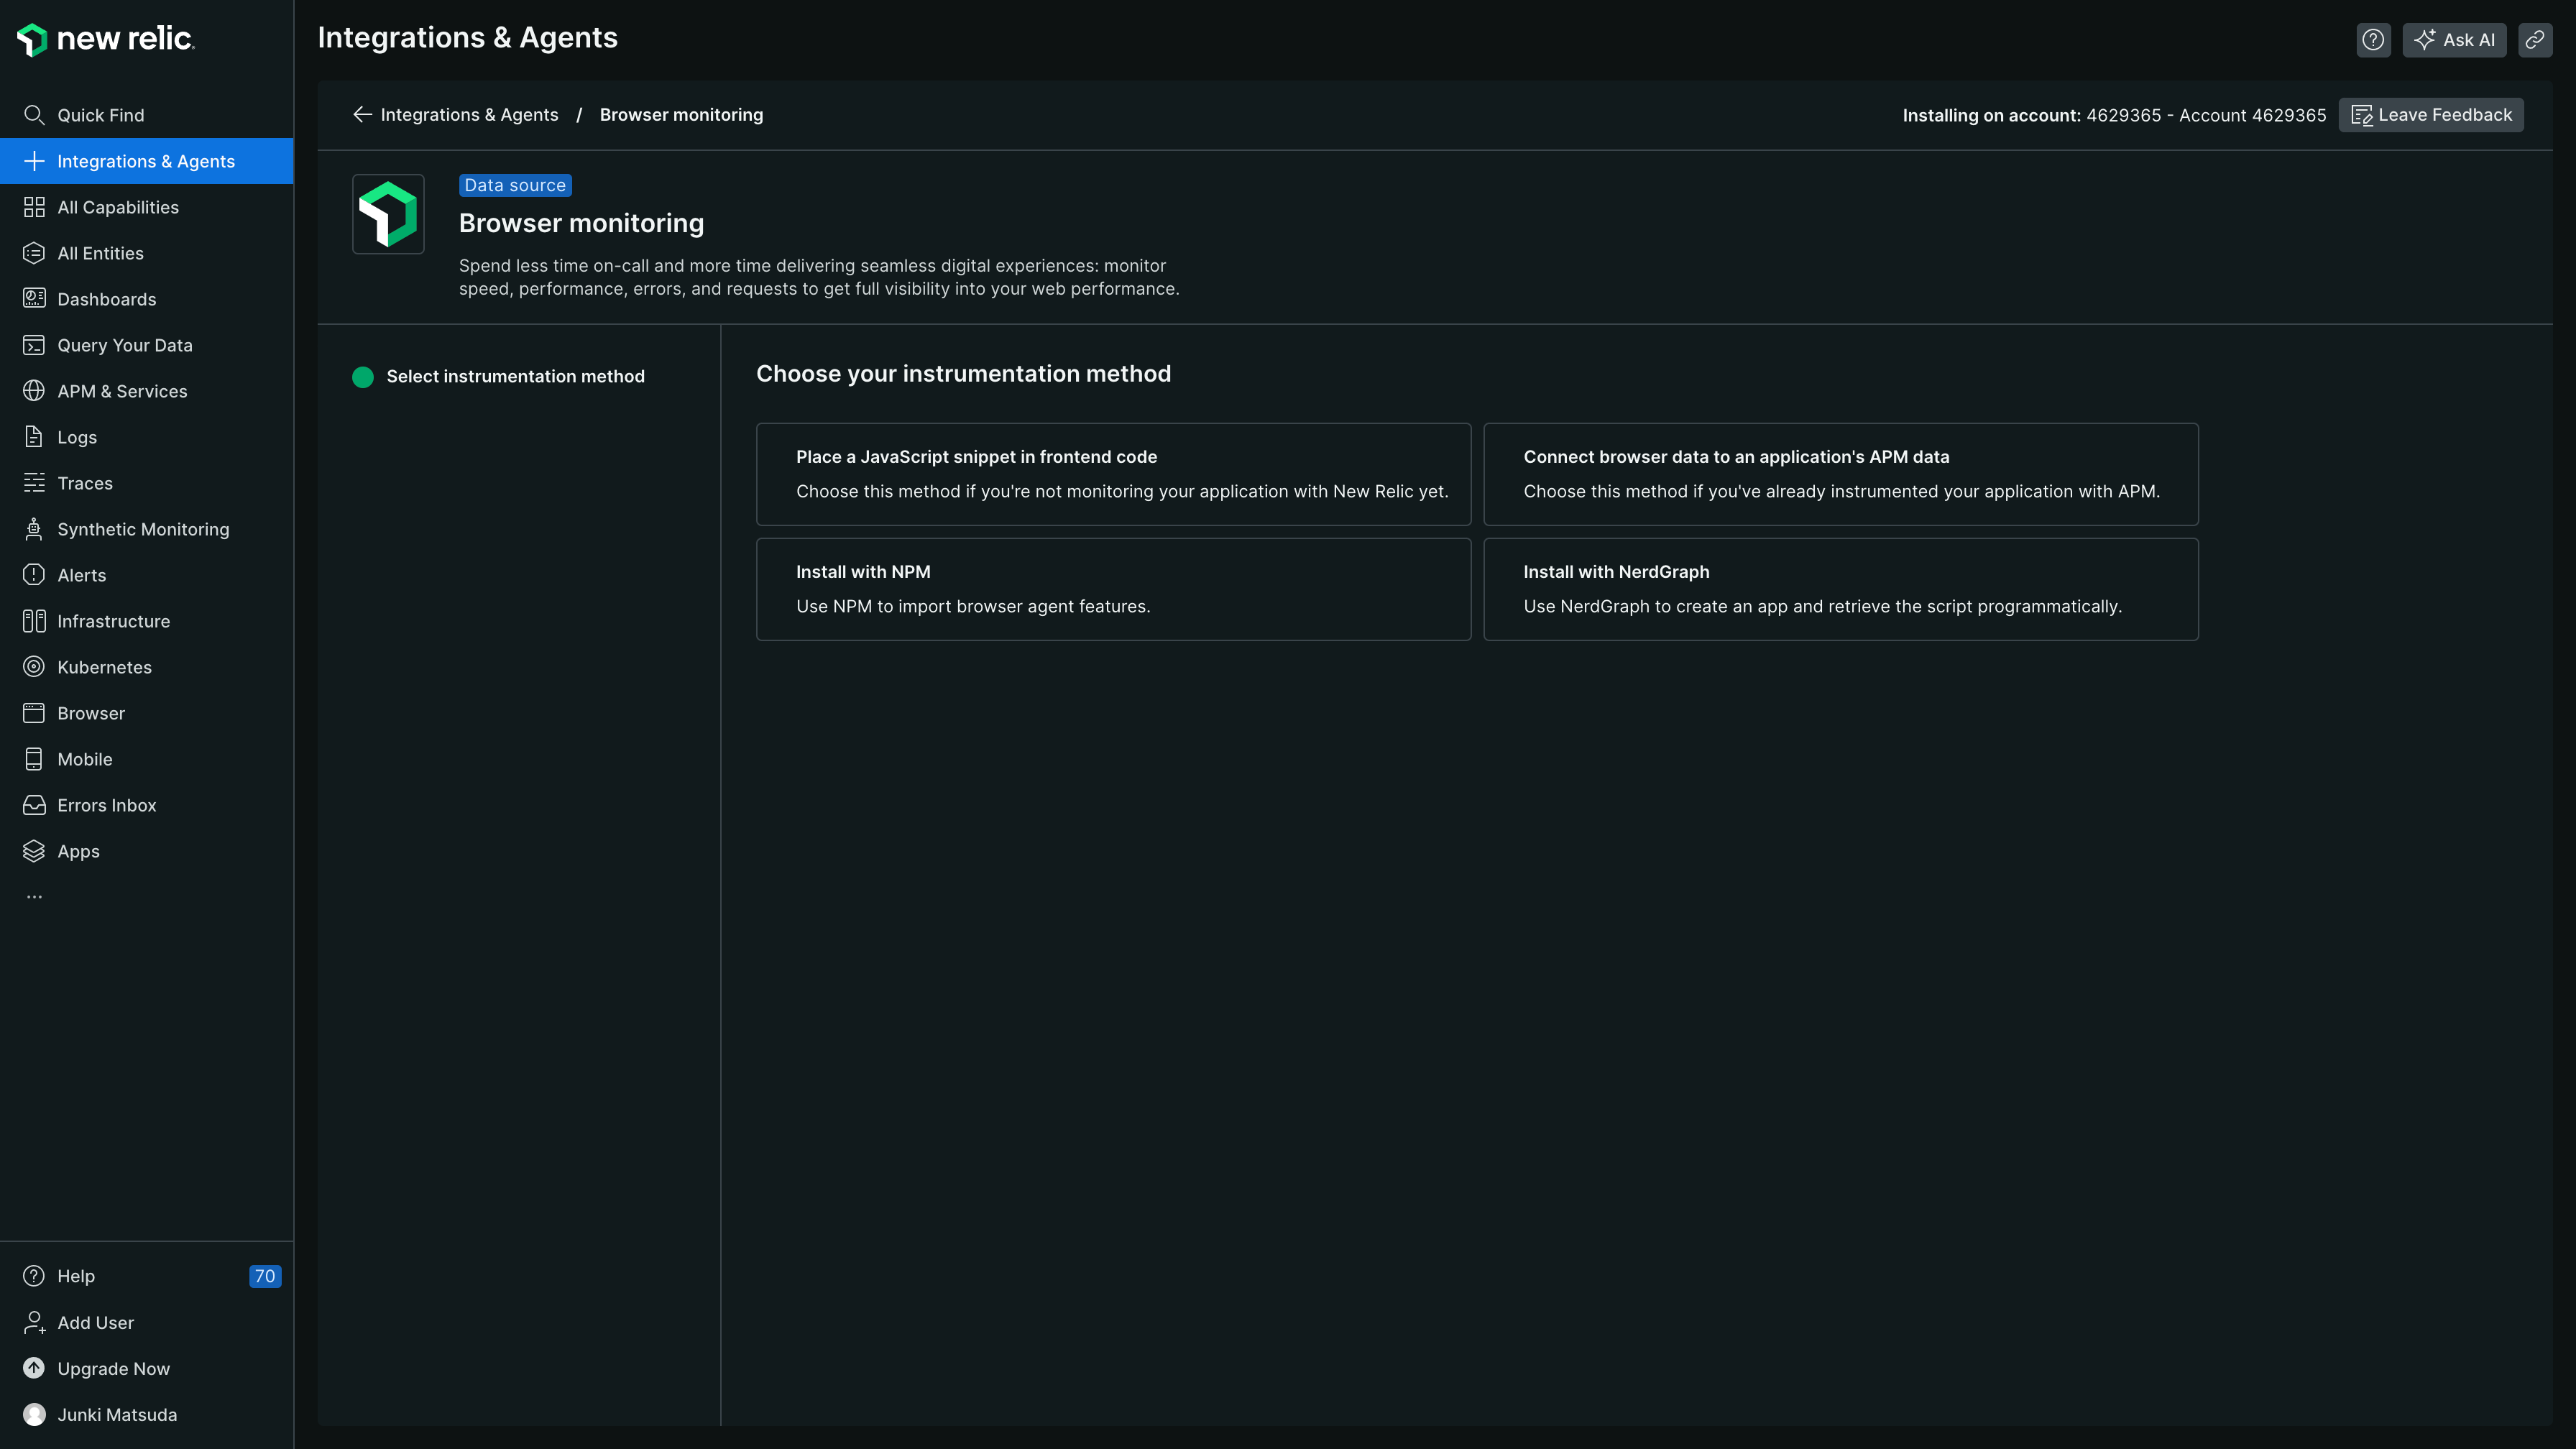 new relic.
Quick Find
Integrations & Agents
All Capabilities
All Entities
Dashboards
Query Your Data
APM & Services
Logs
Traces
Synthetic Monitoring
Alerts
Infrastructure
Kubernetes
Browser
Mobile
Errors Inbox
Apps
...
Help
70
Add User
Upgrade Now
Junki Matsuda
Integrations & Agents
Ask AI
Integrations & Agents / Browser monitoring
Installing on account: 4629365 - Account 4629365
Leave Feedback
Data source
Browser monitoring
Spend less time on-call and more time delivering seamless digital experiences: monitor
speed, performance, errors, and requests to get full visibility into your web performance.
Select instrumentation method
Choose your instrumentation method
Place a JavaScript snippet in frontend code
Choose this method if you're not monitoring your application with New Relic yet.
Connect browser data to an application's APM data
Choose this method if you've already instrumented your application with APM.
Install with NPM
Use NPM to import browser agent features.
Install with NerdGraph
Use NerdGraph to create an app and retrieve the script programmatically.